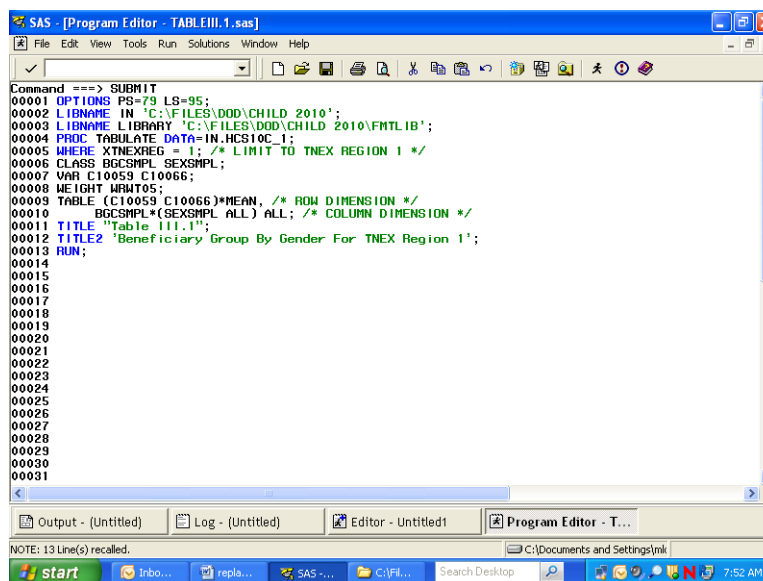 SAS - [Program Editor - TABLEIII.1.sas]
File Edit View Tools Run Solutions Window Help
Command ===> SUBMIT
00001 OPTIONS PS=79 LS=95;
00002 LIBNAME IN 'C:\FILES\DOD\CHILD 2010';
00003 LIBNAME LIBRARY 'C:\FILES\DOD\CHILD 2010\FMTLIB';
00004 PROC TABULATE DATA=IN.HCS10C_1;
00005 WHERE XTNEXREG = 1; /* LIMIT TO TNEX REGION 1 */
00006 CLASS BGCSMPL SEXSMPL;
00007 VAR C10059 C10066;
00008 WEIGHT WRWT05;
00009 TABLE (C10059 C10066)*MEAN, /* ROW DIMENSION */
00010 BGCSMPL*(SEXSMPL ALL) ALL; /* COLUMN DIMENSION */
00011 TITLE "Table III.1";
00012 TITLE2 'Beneficiary Group By Gender For TNEX Region 1';
00013 RUN;
00014
00015
00016
00017
00018
00019
00020
00021
00022
00023
00024
00025
00026
00027
00028
00029
00030
00031
Output - (Untitled) Log - (Untitled) Editor - Untitled1 Program Editor - T...
NOTE: 13 Line(s) recalled. C:\Documents and Settings\mk
start Inbo... repla... SAS -... C:\Fil... Search Desktop N 7:52 AM